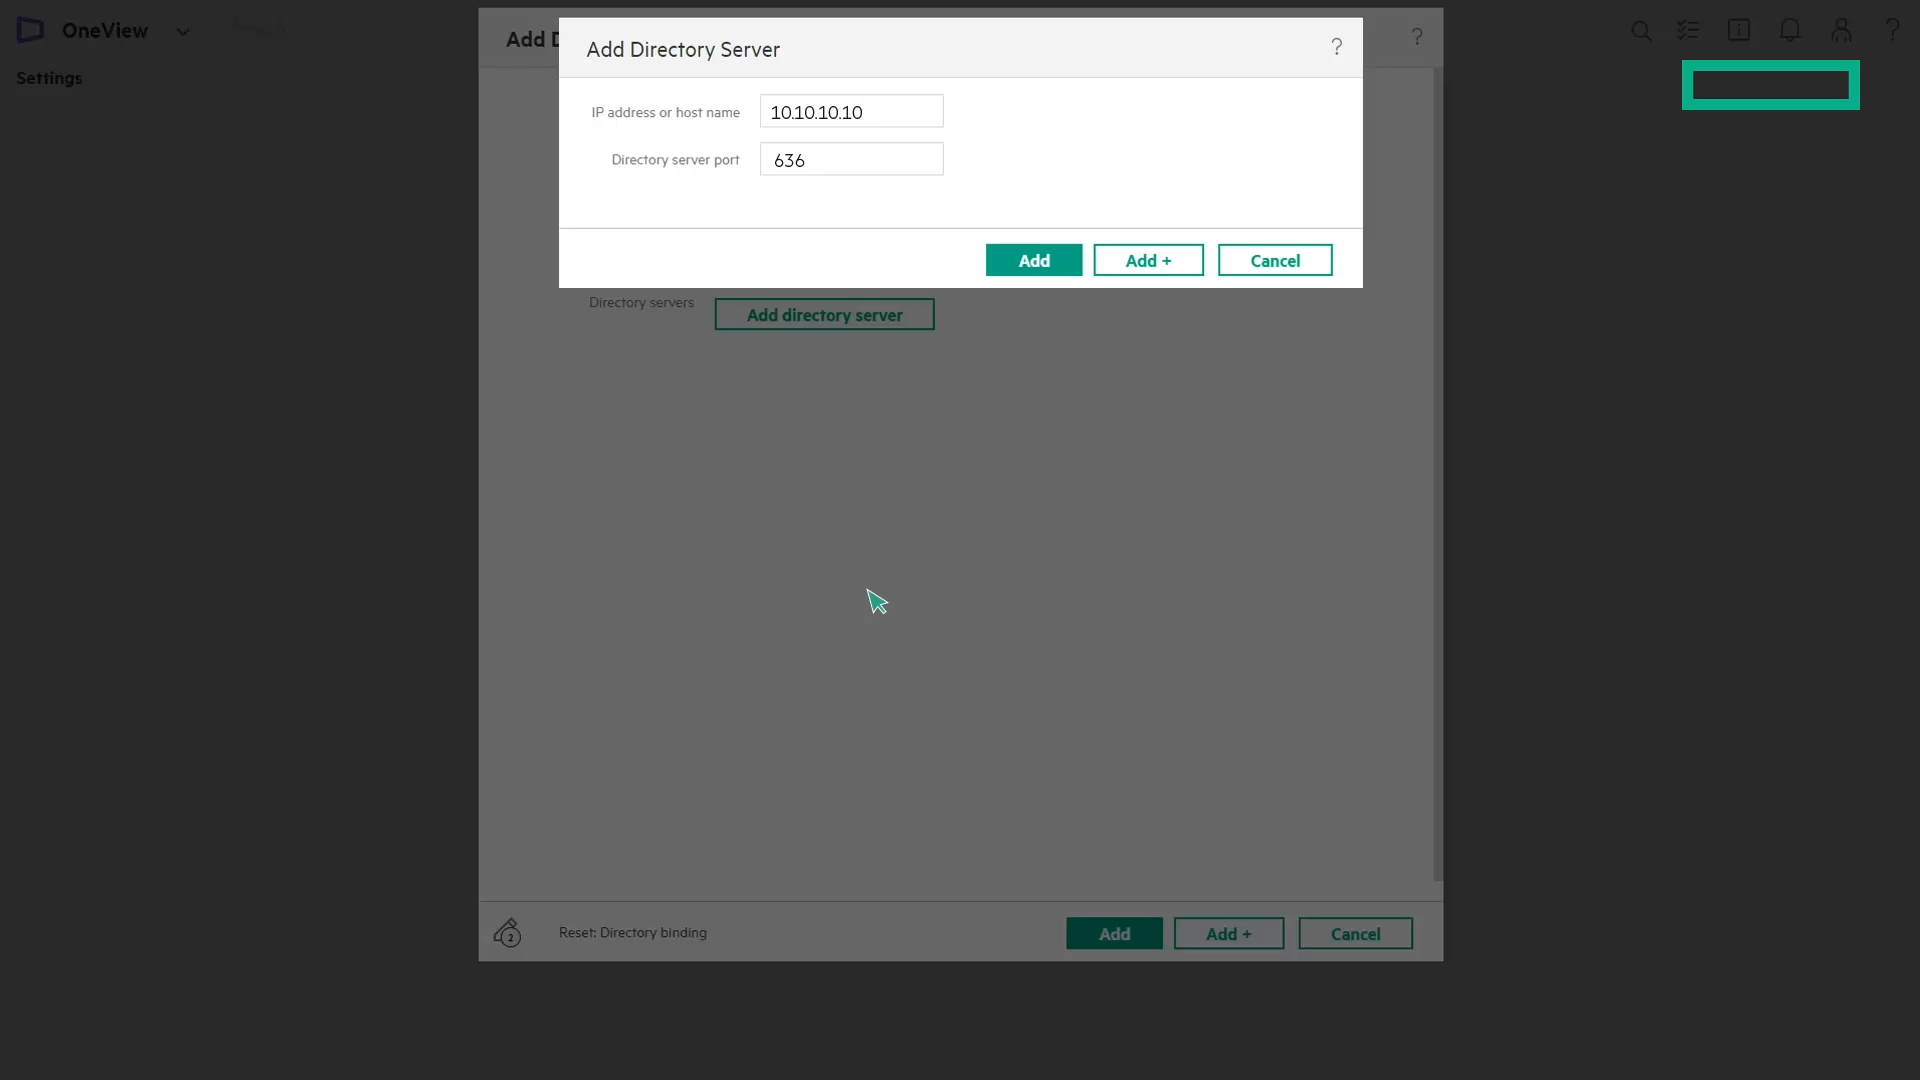 OneView
Settings
Add D
?
Add Directory Server
?
IP address or host name
10.10.10.10
Directory server port
636
Add
Add +
Cancel
Directory servers
Add directory server
2
Reset: Directory binding
Add
Add +
Cancel
?